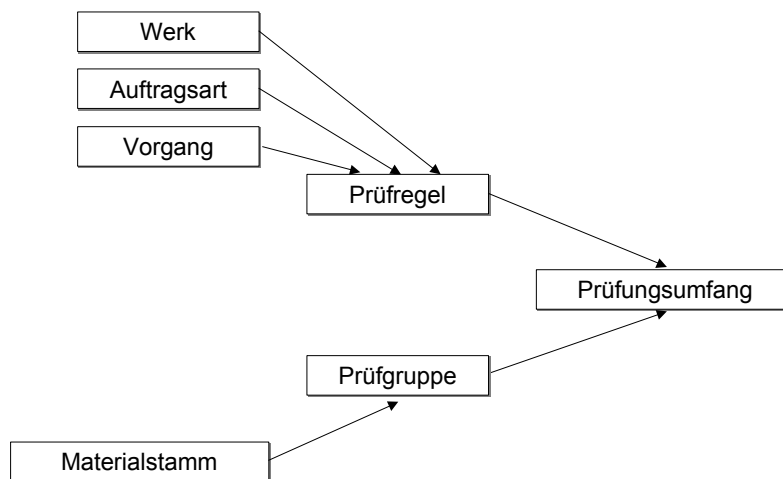 Werk
Auftragsart
Vorgang
Prüfregel
Prüfungsumfang
Prüfgruppe
Materialstamm